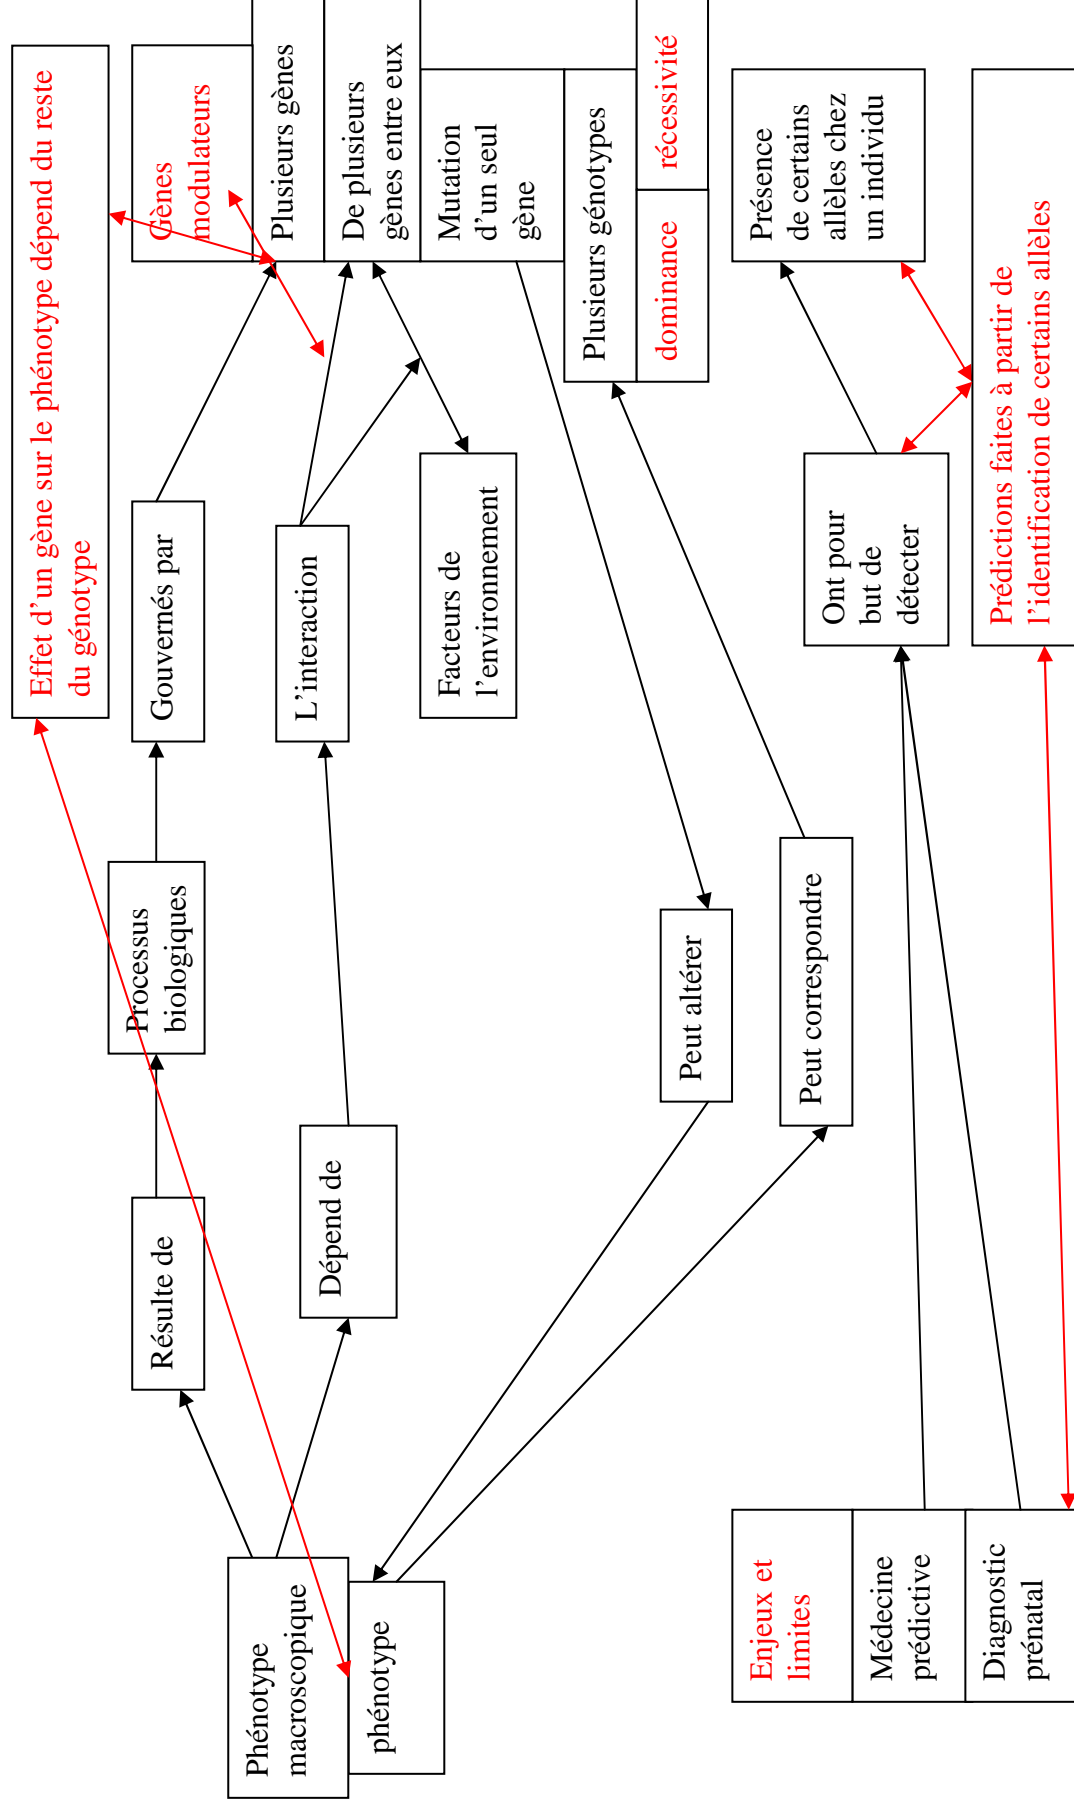 Effet d'un gène sur le phénotype dépend du reste
du génotype
Résulte de
Processus
biologiques
Gouvernés par
Gènes
modulateurs
Plusieurs gènes
Phénotype
macroscopique
Dépend de
L'interaction
De plusieurs
gènes entre eux
phénotype
Facteurs de
l'environnement
Mutation
d'un seul
gène
Peut altérer
Plusieurs génotypes
dominance
récessivité
Peut correspondre
Enjeux et
limites
Médecine
prédictive
Diagnostic
prénatal
Ont pour
but de
détecter
Présence
de certains
allèles chez
un individu
Prédictions faites à partir de
l'identification de certains allèles